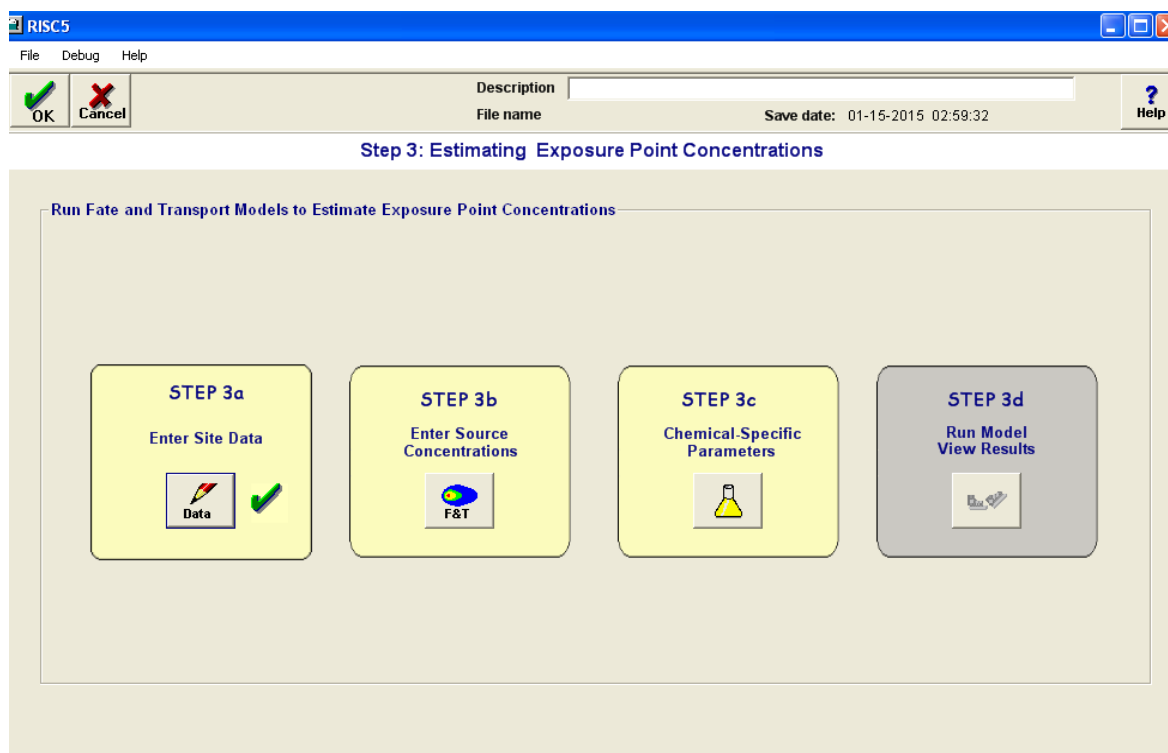 RISC5
File Debug Help
OK Cancel
Description
File name Save date: 01-15-2015 02:59:32
? Help
Step 3: Estimating Exposure Point Concentrations
Run Fate and Transport Models to Estimate Exposure Point Concentrations
STEP 3a
Enter Site Data
Data
STEP 3b
Enter Source
Concentrations
F&T
STEP 3c
Chemical-Specific
Parameters
STEP 3d
Run Model
View Results